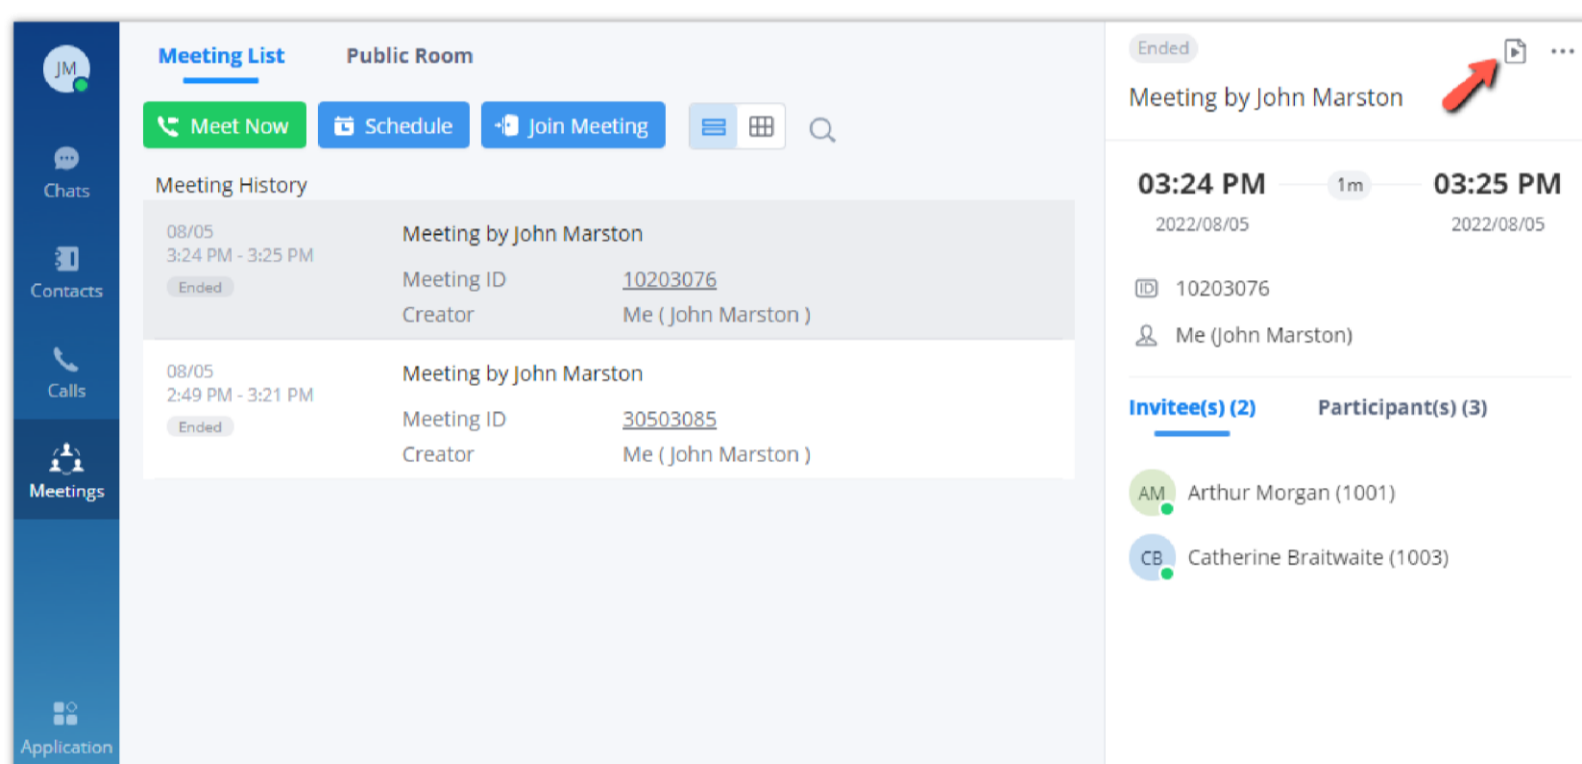 JM
Chats
Contacts
Calls
Meetings
Application
Meeting List
Public Room
Meet Now
Schedule
Join Meeting
Meeting History
08/05
3:24 PM - 3:25 PM
Ended
Meeting by John Marston
Meeting ID 10203076
Creator Me ( John Marston )
08/05
2:49 PM - 3:21 PM
Ended
Meeting by John Marston
Meeting ID 30503085
Creator Me ( John Marston )
Ended
Meeting by John Marston
03:24 PM 1m 03:25 PM
2022/08/05 2022/08/05
ID 10203076
Me (John Marston)
Invitee(s) (2) Participant(s) (3)
AM Arthur Morgan (1001)
CB Catherine Braitwaite (1003)